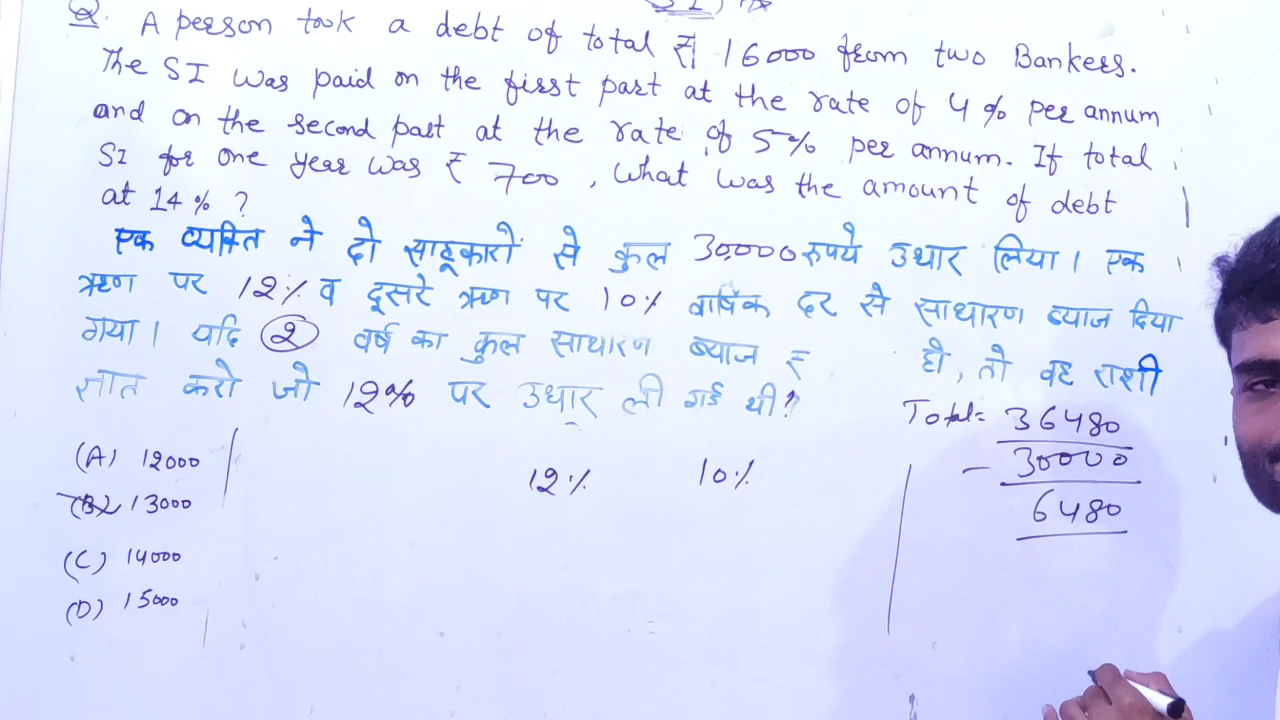 Q. A person took a debt of total ₹ 16000 from two Bankers.
The SI was paid on the first part at the rate of 4% per annum
and on the second part at the rate of 5% per annum. If total
SI for one year was ₹ 700, What was the amount of debt
at 14% ?
एक व्यक्ति ने दो साहूकारों से कुल 30000 रुपये उधार लिया। एक
ऋण पर 12% व दूसरे ऋण पर 10% वार्षिक दर से साधारण ब्याज दिया
गया। यदि 2 वर्ष का कुल साधारण ब्याज ₹ हो, तो वह राशी
ज्ञात करो जो 12% पर उधार ली गई थी?
Total = 36480
- 30000
6480
12% 10%
(A) 12000
(B) 13000
(C) 14000
(D) 15000